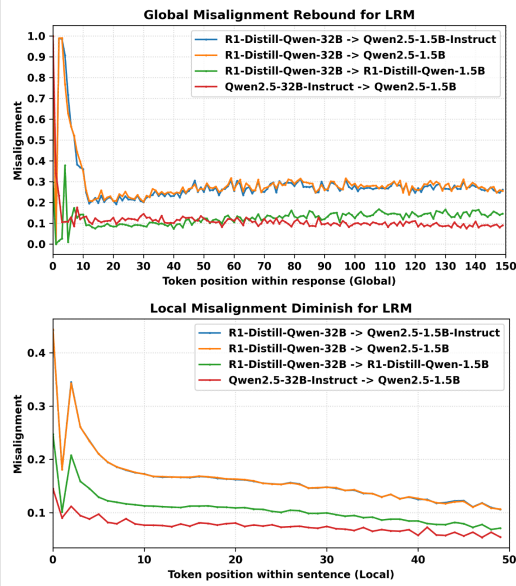 Global Misalignment Rebound for LRM
R1-Distill-Qwen-32B -> Qwen2.5-1.5B-Instruct
R1-Distill-Qwen-32B -> Qwen2.5-1.5B
R1-Distill-Qwen-32B -> R1-Distill-Qwen-1.5B
Qwen2.5-32B-Instruct -> Qwen2.5-1.5B
Misalignment
1.0
0.9
0.8
0.7
0.6
0.5
0.4
0.3
0.2
0.1
0.0
0 10 20 30 40 50 60 70 80 90 100 110 120 130 140 150
Token position within response (Global)
Local Misalignment Diminish for LRM
R1-Distill-Qwen-32B -> Qwen2.5-1.5B-Instruct
R1-Distill-Qwen-32B -> Qwen2.5-1.5B
R1-Distill-Qwen-32B -> R1-Distill-Qwen-1.5B
Qwen2.5-32B-Instruct -> Qwen2.5-1.5B
Misalignment
0.4
0.3
0.2
0.1
0 10 20 30 40 50
Token position within sentence (Local)